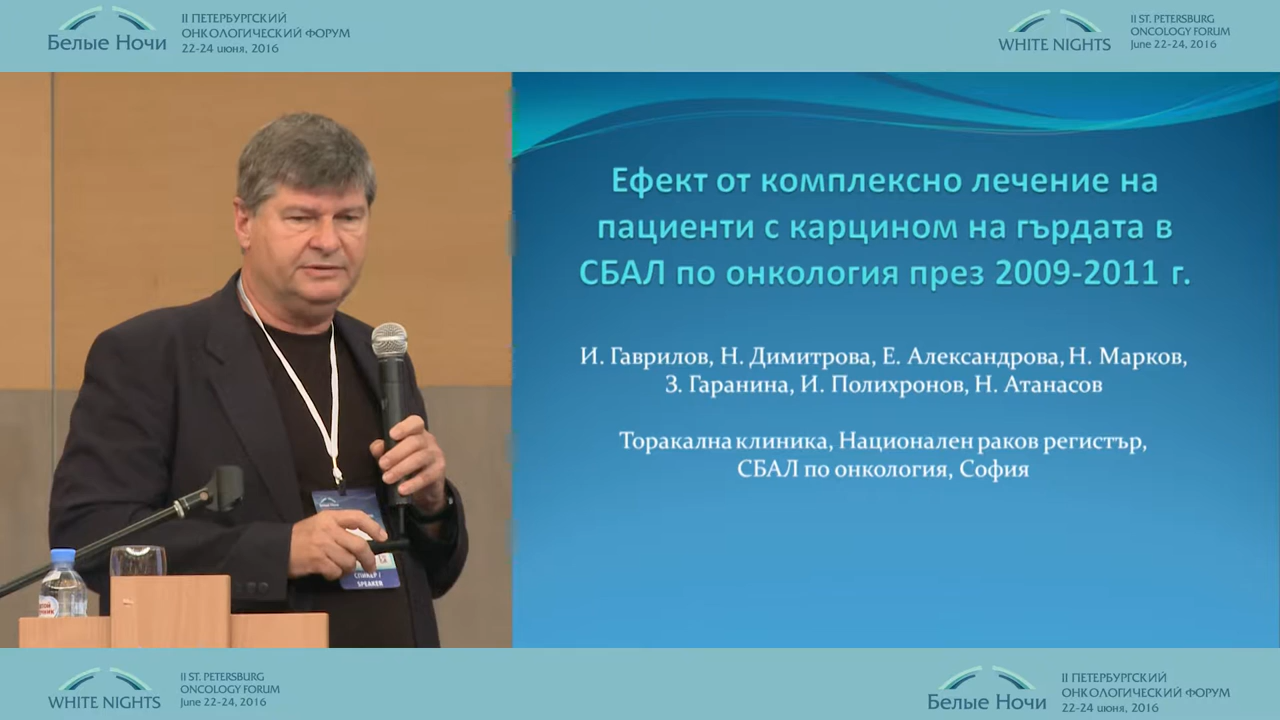 II ПЕТЕРБУРГСКИЙ
ОНКОЛОГИЧЕСКИЙ ФОРУМ
22-24 июня, 2016
Белые Ночи
II ST. PETERSBURG
ONCOLOGY FORUM
June 22-24, 2016
WHITE NIGHTS
Ефект от комплексно лечение на
пациенти с карцином на гърдата в
СБАЛ по онкология през 2009-2011 г.
И. Гаврилов, Н. Димитрова, Е. Александрова, Н. Марков,
З. Гаранина, И. Полихронов, Н. Атанасов
Торакална клиника, Национален раков регистър,
СБАЛ по онкология, София
СПИКЕР /
SPEAKER
II ST. PETERSBURG
ONCOLOGY FORUM
June 22-24, 2016
WHITE NIGHTS
II ПЕТЕРБУРГСКИЙ
ОНКОЛОГИЧЕСКИЙ ФОРУМ
22-24 июня, 2016
Белые Ночи